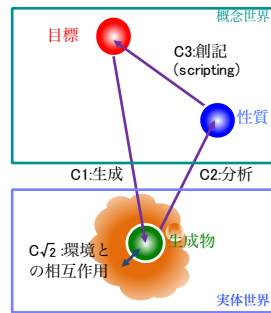 概念世界
目標
C3:創記
（scripting）
性質
C1:生成
C2:分析
生成物
C√2 :環境と
の相互作用
実体世界